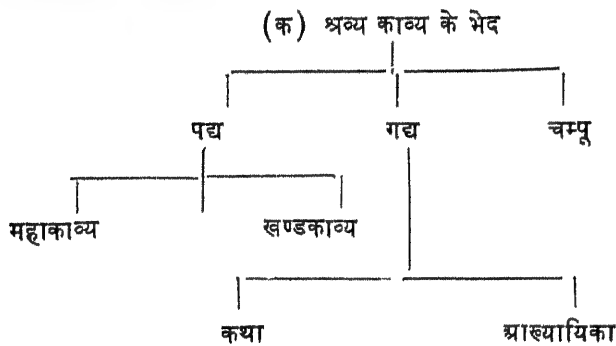 (क) श्रव्य काव्य के भेद
पद्य गद्य चम्पू
महाकाव्य खण्डकाव्य
कथा आख्यायिका